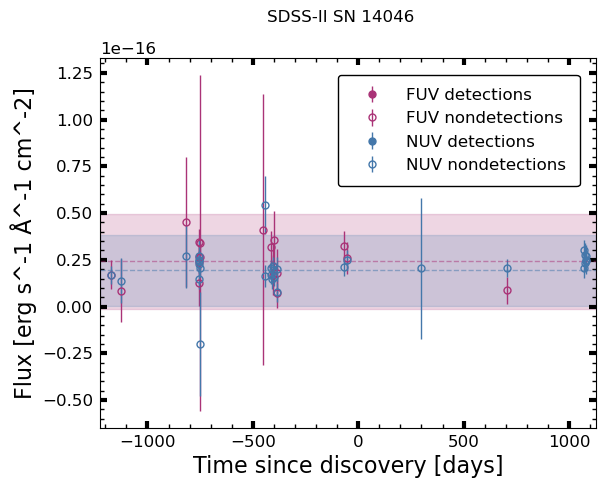 SDSS-II SN 14046
1e−16
1.25
1.00
0.75
0.50
0.25
0.00
−0.25
−0.50
Flux [erg s^-1 Å^-1 cm^-2]
FUV detections
FUV nondetections
NUV detections
NUV nondetections
−1000
−500
0
500
1000
Time since discovery [days]